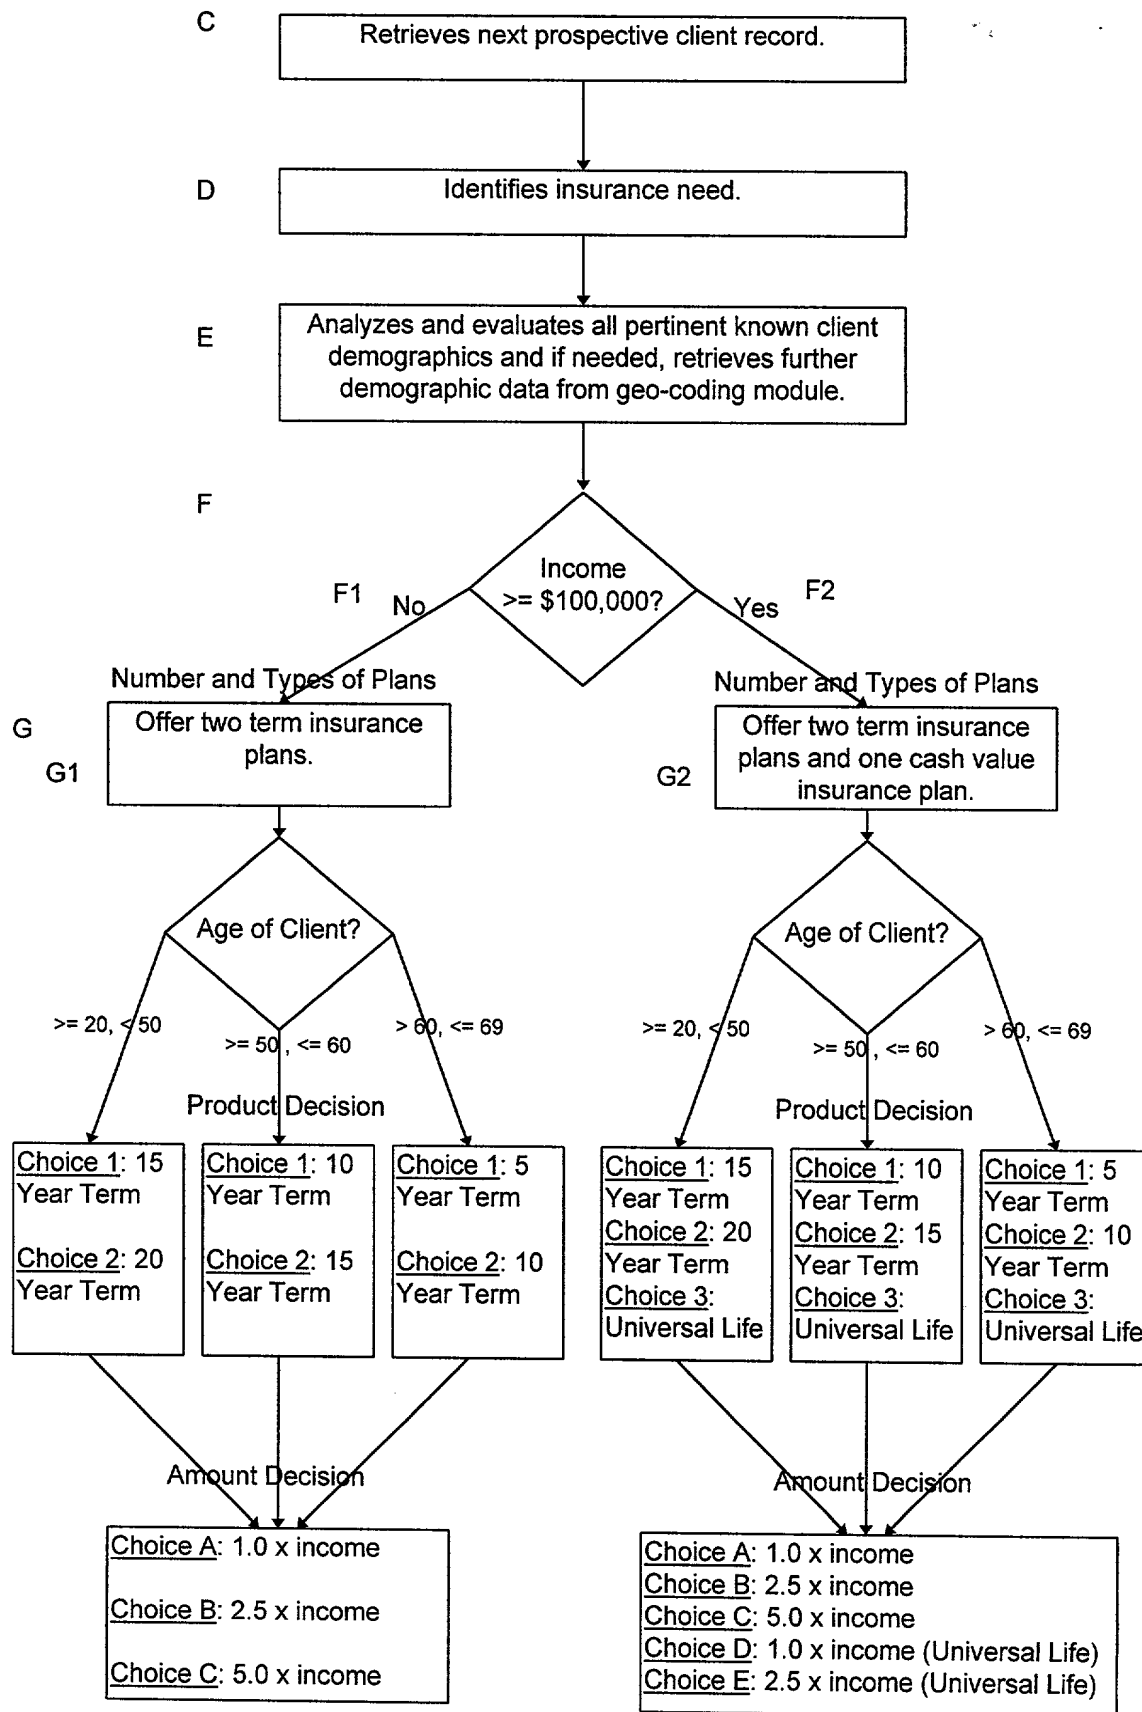 C
Retrieves next prospective client record.
D
Identifies insurance need.
E
Analyzes and evaluates all pertinent known client
demographics and if needed, retrieves further
demographic data from geo-coding module.
F
Income
>= $100,000?
F1
No
F2
Yes
Number and Types of Plans
G
G1
Offer two term insurance
plans.
Age of Client?
>= 20, < 50
>= 50 , <= 60
> 60, <= 69
Product Decision
Choice 1: 15
Year Term
Choice 2: 20
Year Term
Choice 1: 10
Year Term
Choice 2: 15
Year Term
Choice 1: 5
Year Term
Choice 2: 10
Year Term
Amount Decision
Choice A: 1.0 x income
Choice B: 2.5 x income
Choice C: 5.0 x income
Number and Types of Plans
G2
Offer two term insurance
plans and one cash value
insurance plan.
Age of Client?
>= 20, < 50
>= 50 , <= 60
> 60, <= 69
Product Decision
Choice 1: 15
Year Term
Choice 2: 20
Year Term
Choice 3:
Universal Life
Choice 1: 10
Year Term
Choice 2: 15
Year Term
Choice 3:
Universal Life
Choice 1: 5
Year Term
Choice 2: 10
Year Term
Choice 3:
Universal Life
Amount Decision
Choice A: 1.0 x income
Choice B: 2.5 x income
Choice C: 5.0 x income
Choice D: 1.0 x income (Universal Life)
Choice E: 2.5 x income (Universal Life)